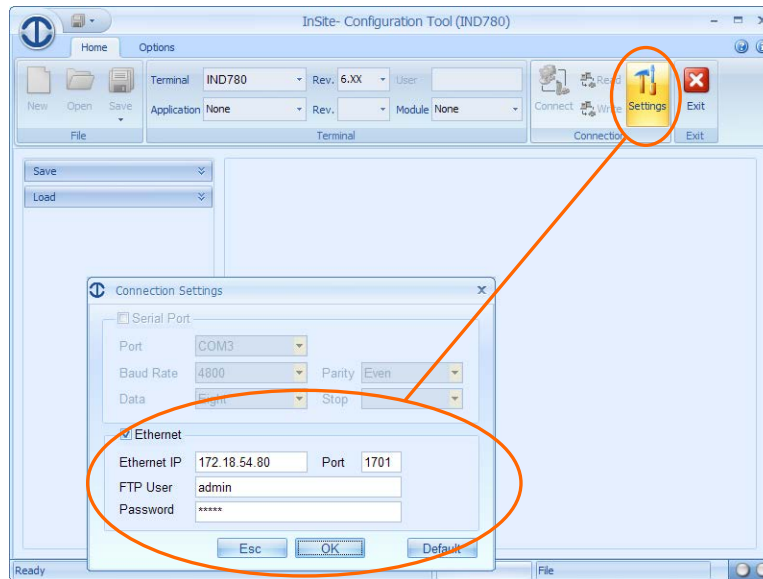 InSite- Configuration Tool (IND780)
Home Options
New Open Save
Terminal IND780 Rev. 6.XX User
Application None Rev. Module None
Connect Read Write Settings Exit
File Terminal Connection Exit
Save
Load
Connection Settings
Serial Port
Port COM3
Baud Rate 4800 Parity Even
Data Eight Stop
Ethernet
Ethernet IP 172.18.54.80 Port 1701
FTP User admin
Password *****
Esc OK Default
Ready File